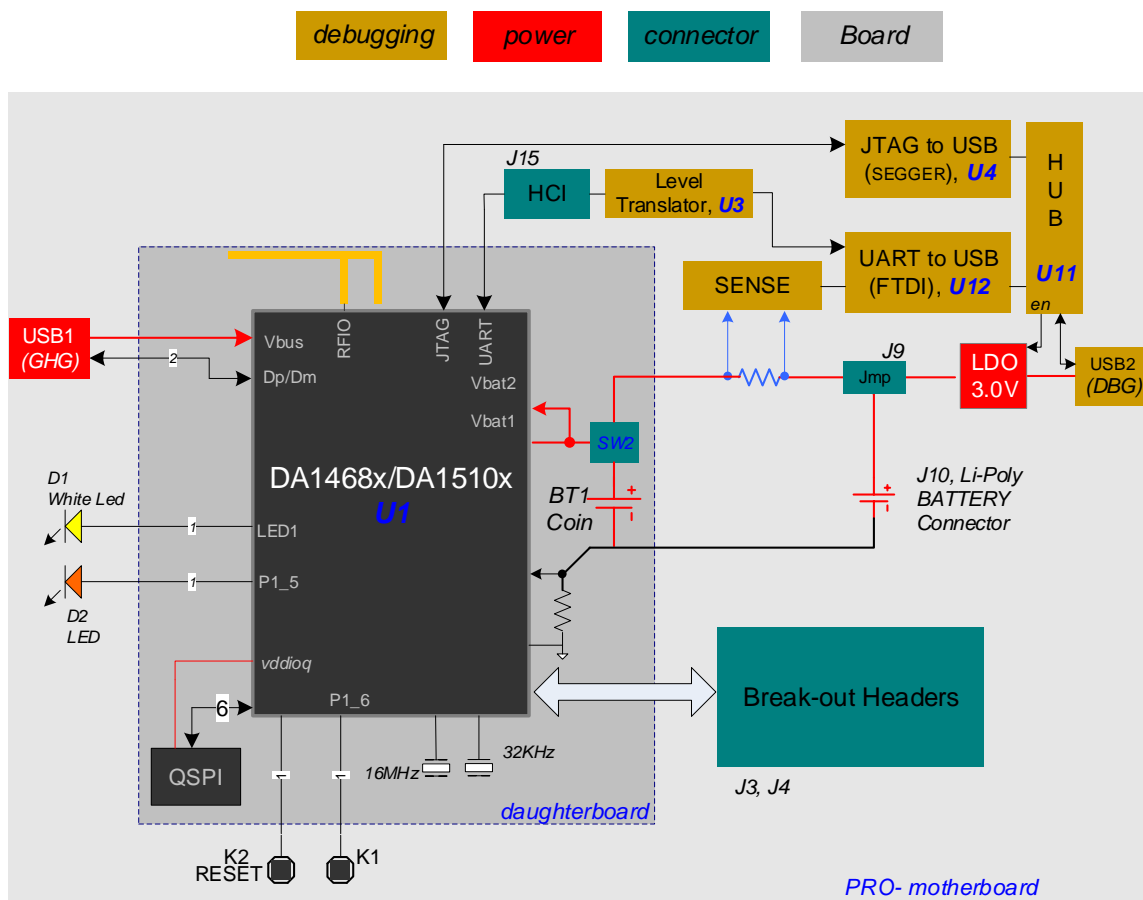 debugging power connector Board
J15
HCI
Level
Translator, U3
JTAG to USB
(SEGGER), U4
H
U
B
U11
en
UART to USB
(FTDI), U12
SENSE
USB1
(GHG)
2
Vbus
Dp/Dm
RFIO
JTAG
UART
Vbat2
Vbat1
SW2
J9
Jmp
LDO
3.0V
USB2
(DBG)
DA1468x/DA1510x
U1
BT1
Coin
+
J10, Li-Poly
BATTERY
Connector
+
D1
White Led
1
LED1
1
P1_5
D2
LED
vddioq
P1_6
6
QSPI
1
1
16MHz
32KHz
daughterboard
Break-out Headers
J3, J4
K2
RESET
K1
PRO- motherboard